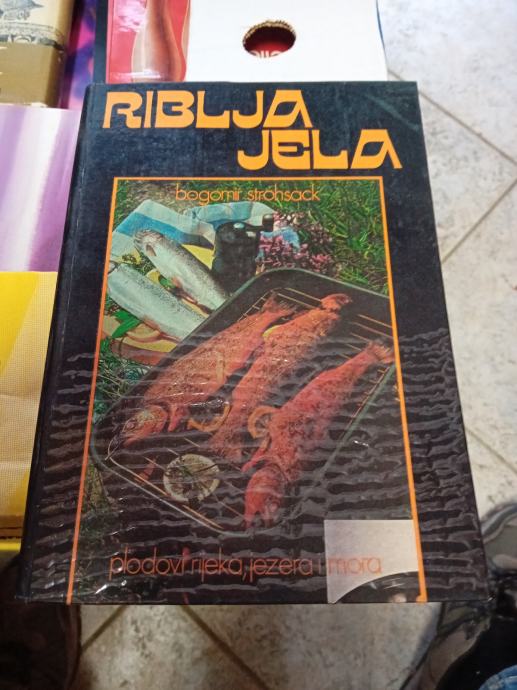 RIBLJA
JELA
bogomir strohsack
plodovi rijeka, jezera i mora